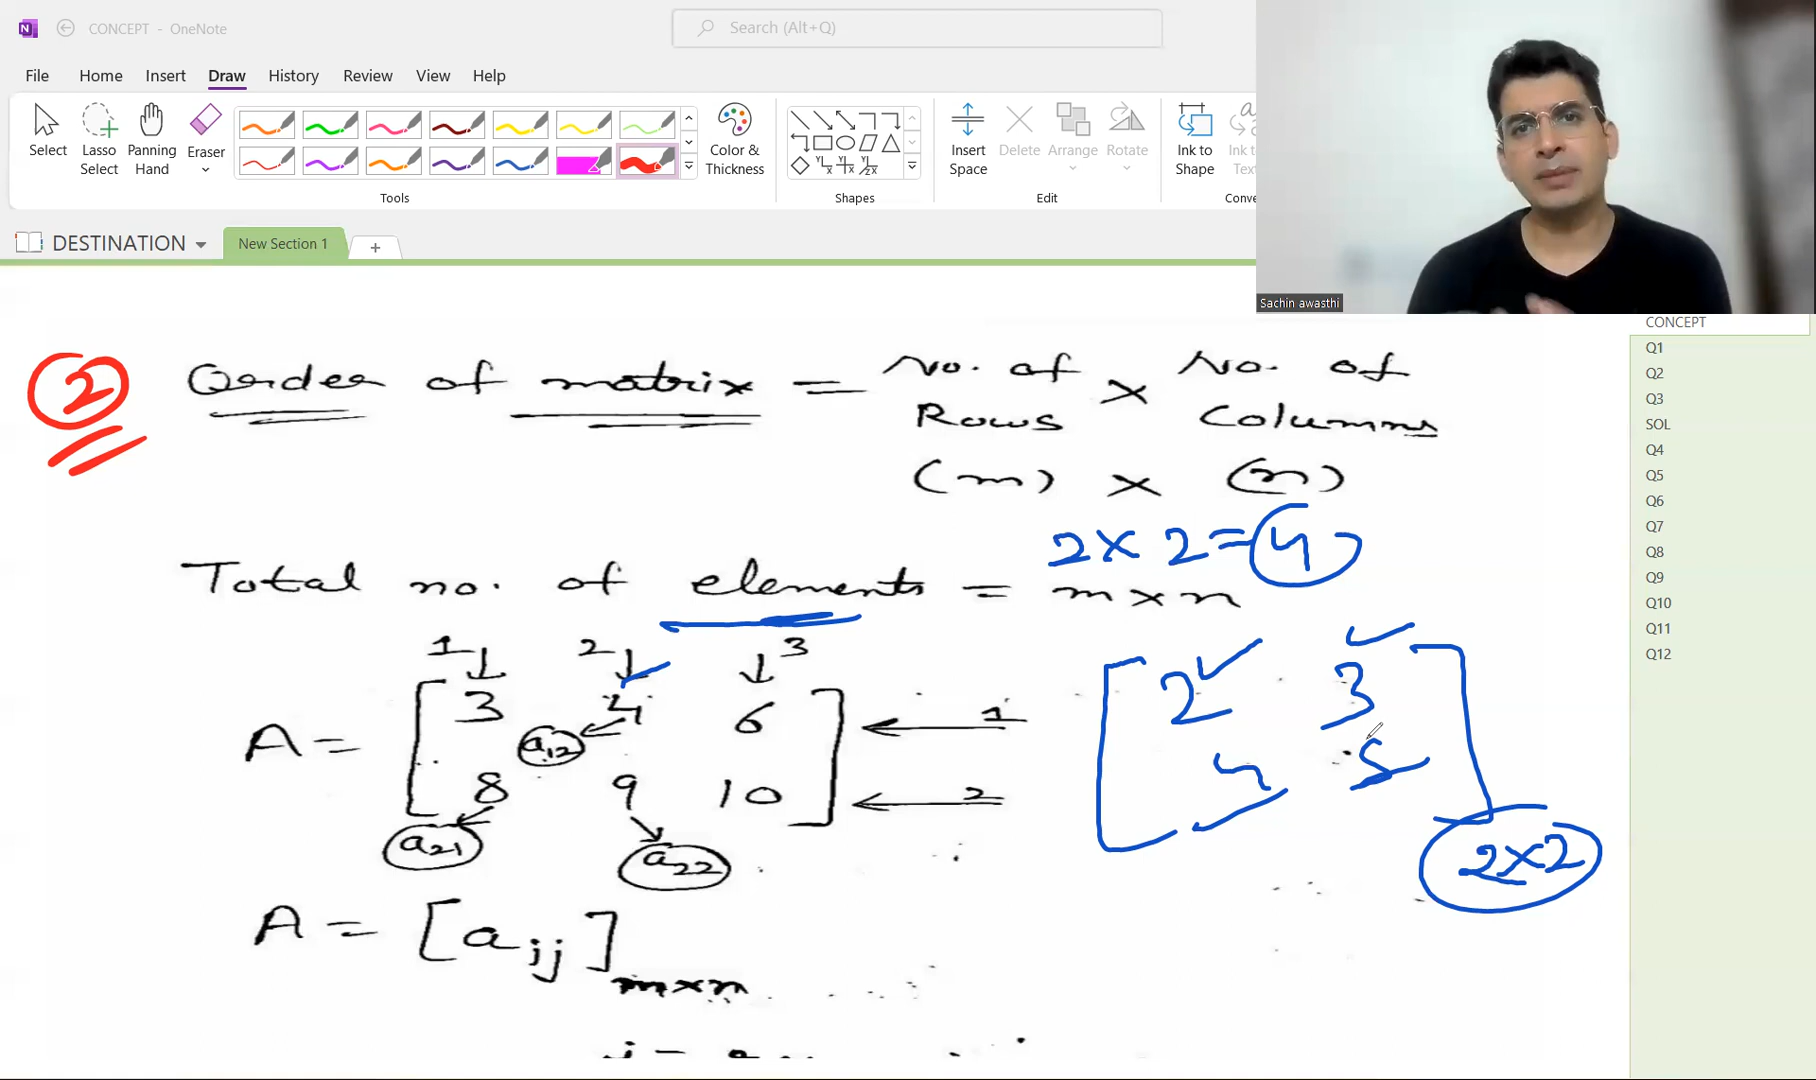 CONCEPT - OneNote
Search (Alt+Q)
File Home Insert Draw History Review View Help
Select
Lasso Select
Panning Hand
Eraser
Color & Thickness
Insert Space
Delete
Arrange
Rotate
Ink to Shape
Tools
Shapes
Edit
DESTINATION
New Section 1
+
Sachin awasthi
CONCEPT
Q1
Q2
Q3
SOL
Q4
Q5
Q6
Q7
Q8
Q9
Q10
Q11
Q12
2
Order of matrix = No. of Rows × No. of Columns
(m) × (n)
2×2=4
Total no. of elements = m×n
1 2 3
A = [3 4 6
a12
8 9 10]
1
2
a21 a22
[2 3
4 5]
2×2
A = [aij] m×n